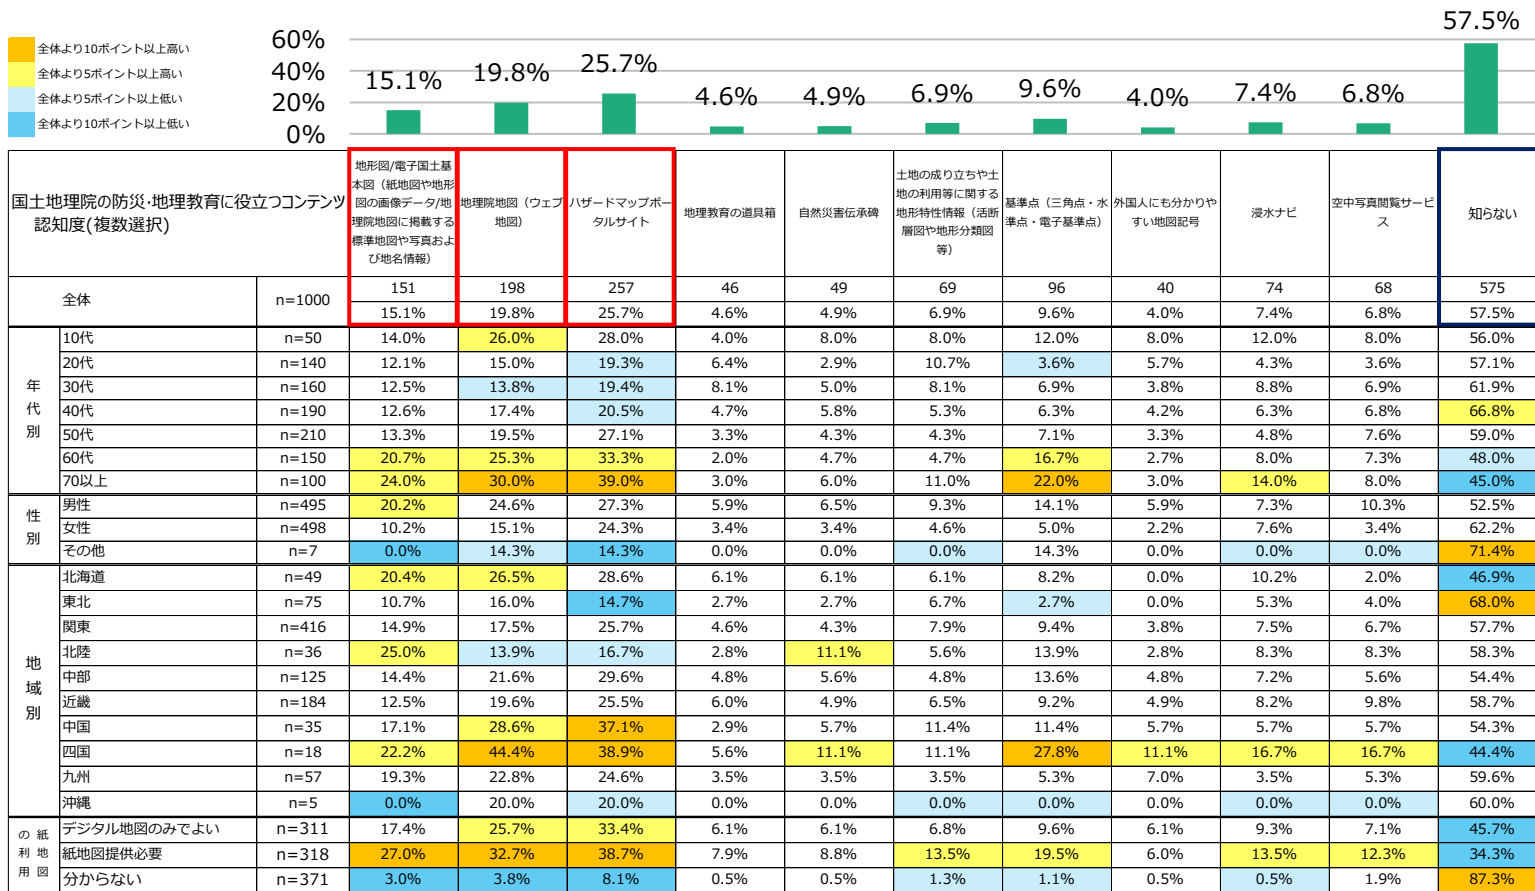 57.5%
全体より10ポイント以上高い
全体より5ポイント以上高い
全体より5ポイント以上低い
全体より10ポイント以上低い
60%
40%
20%
0%
15.1% 19.8% 25.7% 4.6% 4.9% 6.9% 9.6% 4.0% 7.4% 6.8%
国土地理院の防災・地理教育に役立つコンテンツ
認知度(複数選択)
地形図/電子国土基
本図（紙地図や地形
図の画像データ/地
理院地図に掲載する
標準地図や写真およ
び地名情報）
地理院地図（ウェブ
地図）
ハザードマップポー
タルサイト
地理教育の道具箱
自然災害伝承碑
土地の成り立ちや土
地の利用等に関する
地形特性情報（活断
層図や地形分類図
等）
基準点（三角点・水
準点・電子基準点）
外国人にも分かりや
すい地図記号
浸水ナビ
空中写真閲覧サービ
ス
知らない
全体 n=1000 151 198 257 46 49 69 96 40 74 68 575
15.1% 19.8% 25.7% 4.6% 4.9% 6.9% 9.6% 4.0% 7.4% 6.8% 57.5%
年代別
10代 n=50 14.0% 26.0% 28.0% 4.0% 8.0% 8.0% 12.0% 8.0% 12.0% 8.0% 56.0%
20代 n=140 12.1% 15.0% 19.3% 6.4% 2.9% 10.7% 3.6% 5.7% 4.3% 3.6% 57.1%
30代 n=160 12.5% 13.8% 19.4% 8.1% 5.0% 8.1% 6.9% 3.8% 8.8% 6.9% 61.9%
40代 n=190 12.6% 17.4% 20.5% 4.7% 5.8% 5.3% 6.3% 4.2% 6.3% 6.8% 66.8%
50代 n=210 13.3% 19.5% 27.1% 3.3% 4.3% 4.3% 7.1% 3.3% 4.8% 7.6% 59.0%
60代 n=150 20.7% 25.3% 33.3% 2.0% 4.7% 4.7% 16.7% 2.7% 8.0% 7.3% 48.0%
70以上 n=100 24.0% 30.0% 39.0% 3.0% 6.0% 11.0% 22.0% 3.0% 14.0% 8.0% 45.0%
性別
男性 n=495 20.2% 24.6% 27.3% 5.9% 6.5% 9.3% 14.1% 5.9% 7.3% 10.3% 52.5%
女性 n=498 10.2% 15.1% 24.3% 3.4% 3.4% 4.6% 5.0% 2.2% 7.6% 3.4% 62.2%
その他 n=7 0.0% 14.3% 14.3% 0.0% 0.0% 0.0% 14.3% 0.0% 0.0% 0.0% 71.4%
地域別
北海道 n=49 20.4% 26.5% 28.6% 6.1% 6.1% 6.1% 8.2% 0.0% 10.2% 2.0% 46.9%
東北 n=75 10.7% 16.0% 14.7% 2.7% 2.7% 6.7% 2.7% 0.0% 5.3% 4.0% 68.0%
関東 n=416 14.9% 17.5% 25.7% 4.6% 4.3% 7.9% 9.4% 3.8% 7.5% 6.7% 57.7%
北陸 n=36 25.0% 13.9% 16.7% 2.8% 11.1% 5.6% 13.9% 2.8% 8.3% 8.3% 58.3%
中部 n=125 14.4% 21.6% 29.6% 4.8% 5.6% 4.8% 13.6% 4.8% 7.2% 5.6% 54.4%
近畿 n=184 12.5% 19.6% 25.5% 6.0% 4.9% 6.5% 9.2% 4.9% 8.2% 9.8% 58.7%
中国 n=35 17.1% 28.6% 37.1% 2.9% 5.7% 11.4% 11.4% 5.7% 5.7% 5.7% 54.3%
四国 n=18 22.2% 44.4% 38.9% 5.6% 11.1% 11.1% 27.8% 11.1% 16.7% 16.7% 44.4%
九州 n=57 19.3% 22.8% 24.6% 3.5% 3.5% 3.5% 5.3% 7.0% 3.5% 5.3% 59.6%
沖縄 n=5 0.0% 20.0% 20.0% 0.0% 0.0% 0.0% 0.0% 0.0% 0.0% 0.0% 60.0%
紙地図の利用
デジタル地図のみでよい n=311 17.4% 25.7% 33.4% 6.1% 6.1% 6.8% 9.6% 6.1% 9.3% 7.1% 45.7%
紙地図提供必要 n=318 27.0% 32.7% 38.7% 7.9% 8.8% 13.5% 19.5% 6.0% 13.5% 12.3% 34.3%
分からない n=371 3.0% 3.8% 8.1% 0.5% 0.5% 1.3% 1.1% 0.5% 0.5% 1.9% 87.3%